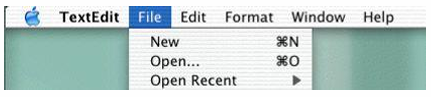 TextEdit File Edit Format Window Help
New ⌘N
Open... ⌘O
Open Recent ▶